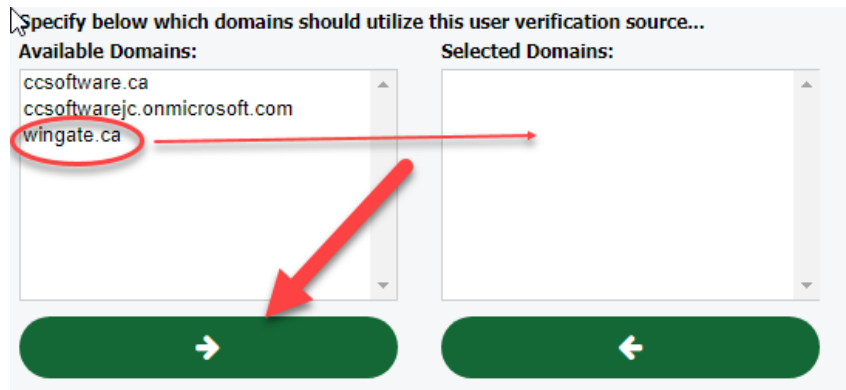 Specify below which domains should utilize this user verification source...
Available Domains:
Selected Domains:
ccsoftware.ca
ccsoftwarejc.onmicrosoft.com
wingate.ca